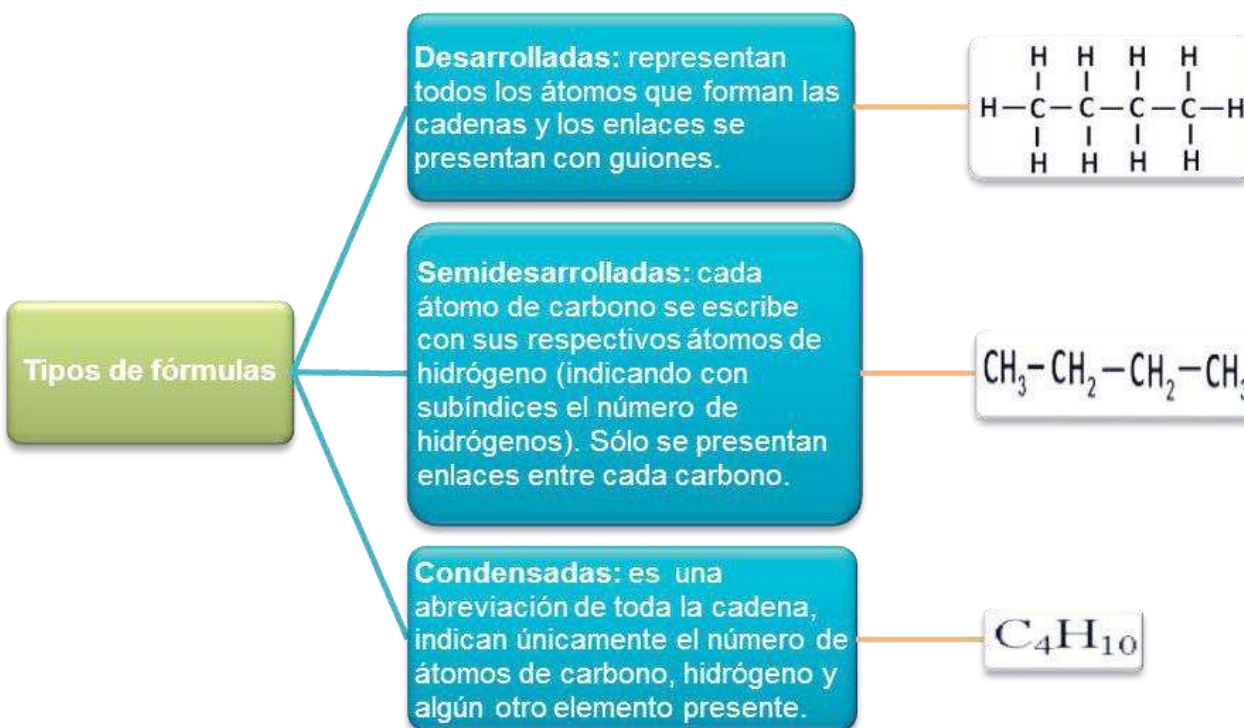 Tipos de fórmulas
Desarrolladas: representan
todos los átomos que forman las
cadenas y los enlaces se
presentan con guiones.
H H H H
H—C—C—C—C—H
H H H H
Semidesarrolladas: cada
átomo de carbono se escribe
con sus respectivos átomos de
hidrógeno (indicando con
subíndices el número de
hidrógenos). Sólo se presentan
enlaces entre cada carbono.
CH₃—CH₂—CH₂—CH₃
Condensadas: es una
abreviación de toda la cadena,
indican únicamente el número de
átomos de carbono, hidrógeno y
algún otro elemento presente.
C₄H₁₀